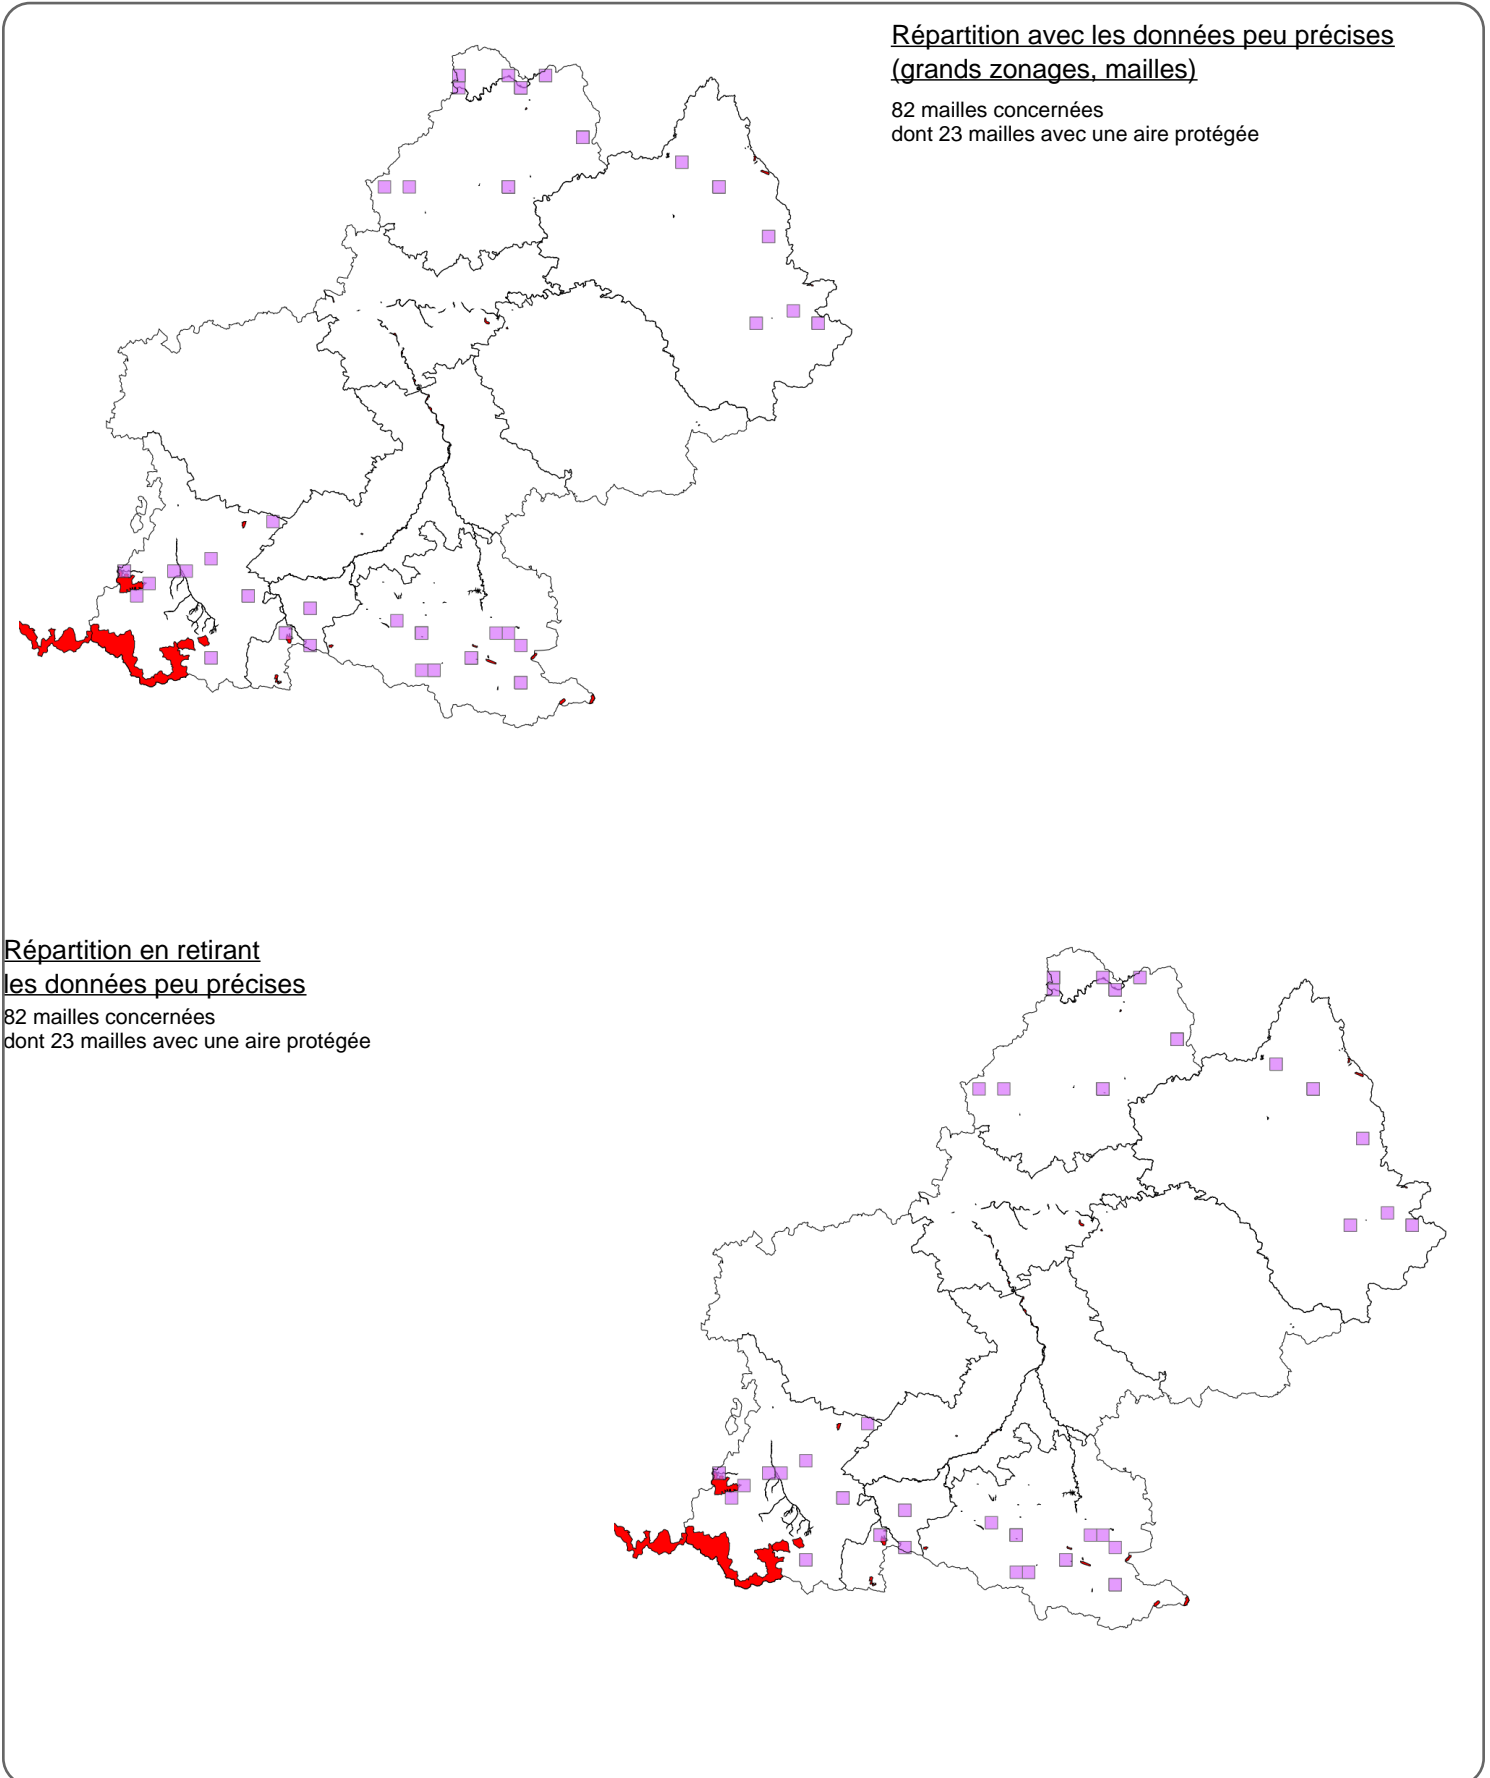 Répartition avec les données peu précises
(grands zonages, mailles)
82 mailles concernées
dont 23 mailles avec une aire protégée
Répartition en retirant
les données peu précises
82 mailles concernées
dont 23 mailles avec une aire protégée